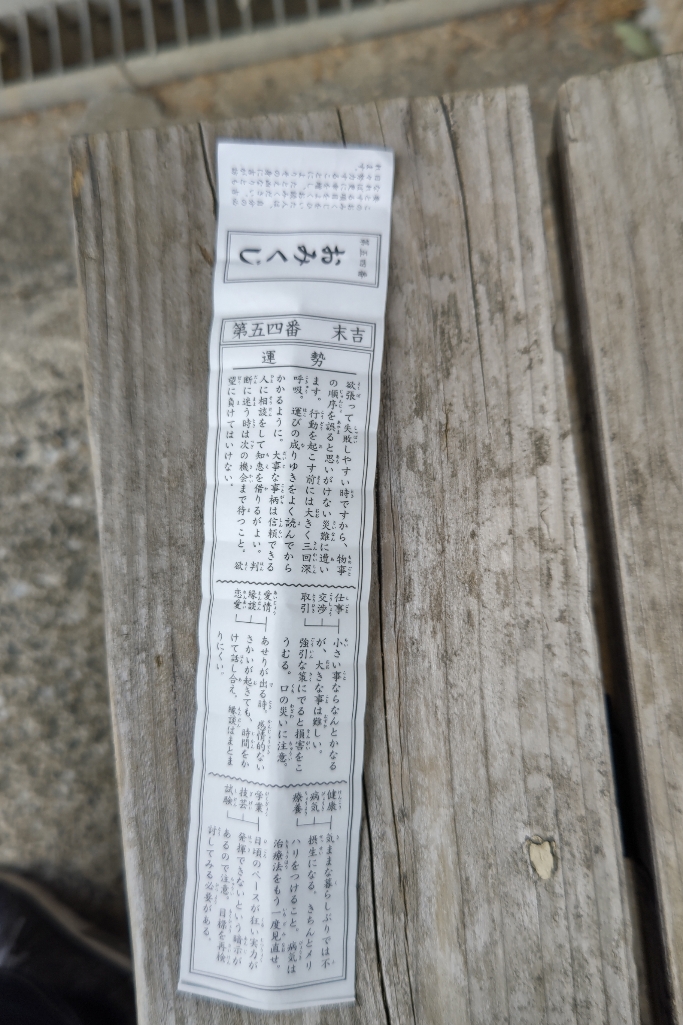 第五四番
おみくじ
第五四番 末吉
運勢
欲張って失敗しやすい時ですから、物事
の順序を誤ると思いがけない災難に遭い
ます。行動を起こす前には大きく三回深
呼吸。運びの成りゆきをよく読んでから
かかるように。大事な事柄は信頼できる
人に相談をして知恵を借りるがよい。判
断に迷う時は次の機会まで待つこと。欲
望に負けてはいけない。
仕事
交渉
取引
小さい事ならなんとかなる
が、大きな事は難しい。
強引な策にでると損害をこ
うむる。口の災いに注意。
愛情
縁談
恋愛
あせりが出る時。感情的ない
きちがいが起きても、時間をか
けて話し合え。縁談はまとま
りにくい。
健康
病気
療養
気ままな暮らしぶりでは不
摂生になる。きちんとメリ
ハリをつけること。病気は
治療法をもう一度見直せ。
学業
技芸
試験
日頃のペースが狂い実力が
発揮できないという暗示が
あるので注意。目標を再検
討してみる必要がある。